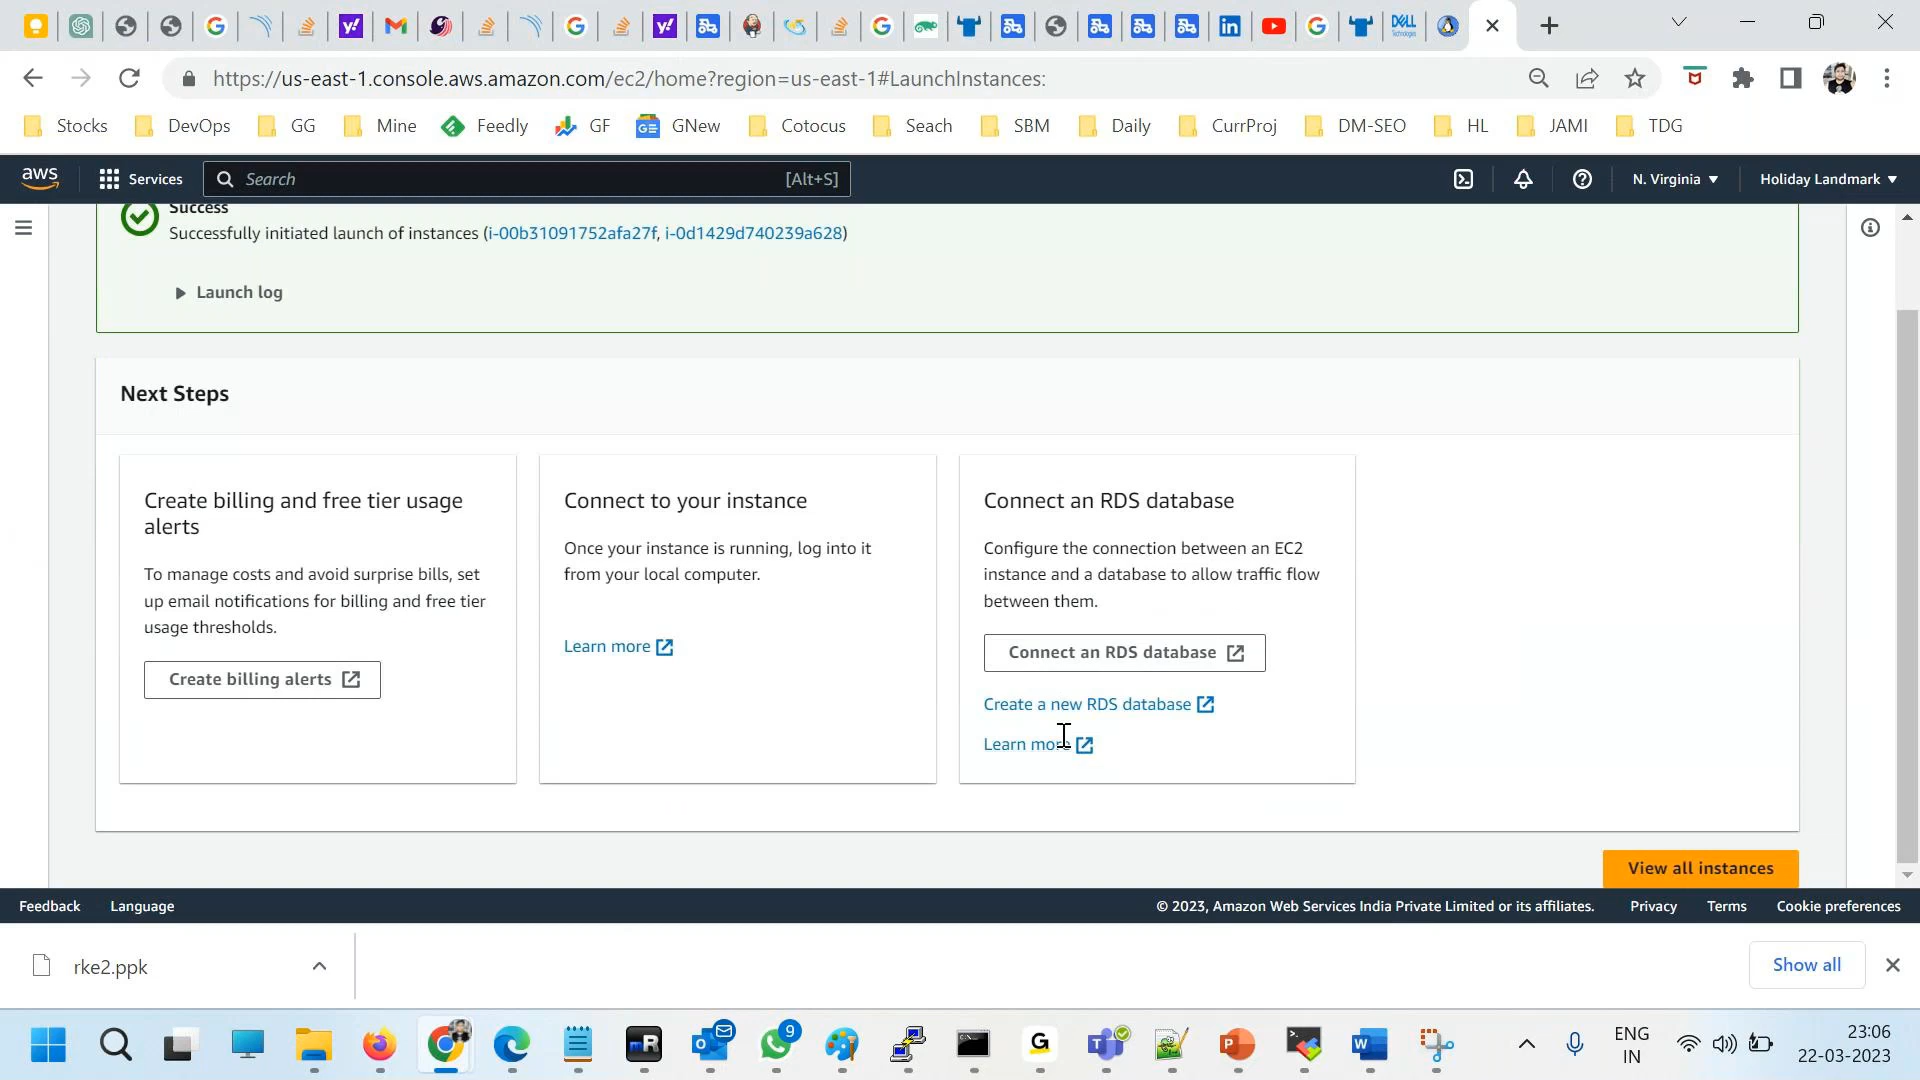 https://us-east-1.console.aws.amazon.com/ec2/home?region=us-east-1#LaunchInstances:
Stocks DevOps GG Mine Feedly GF GNew Cotocus Seach SBM Daily CurrProj DM-SEO HL JAMI TDG
aws Services Search [Alt+S] N. Virginia Holiday Landmark
Success
Successfully initiated launch of instances (i-00b31091752afa27f, i-0d1429d740239a628)
Launch log
Next Steps
Create billing and free tier usage
alerts
To manage costs and avoid surprise bills, set
up email notifications for billing and free tier
usage thresholds.
Create billing alerts
Connect to your instance
Once your instance is running, log into it
from your local computer.
Learn more
Connect an RDS database
Configure the connection between an EC2
instance and a database to allow traffic flow
between them.
Connect an RDS database
Create a new RDS database
Learn more
View all instances
Feedback Language © 2023, Amazon Web Services India Private Limited or its affiliates. Privacy Terms Cookie preferences
rke2.ppk Show all
9
ENG
IN
23:06
22-03-2023